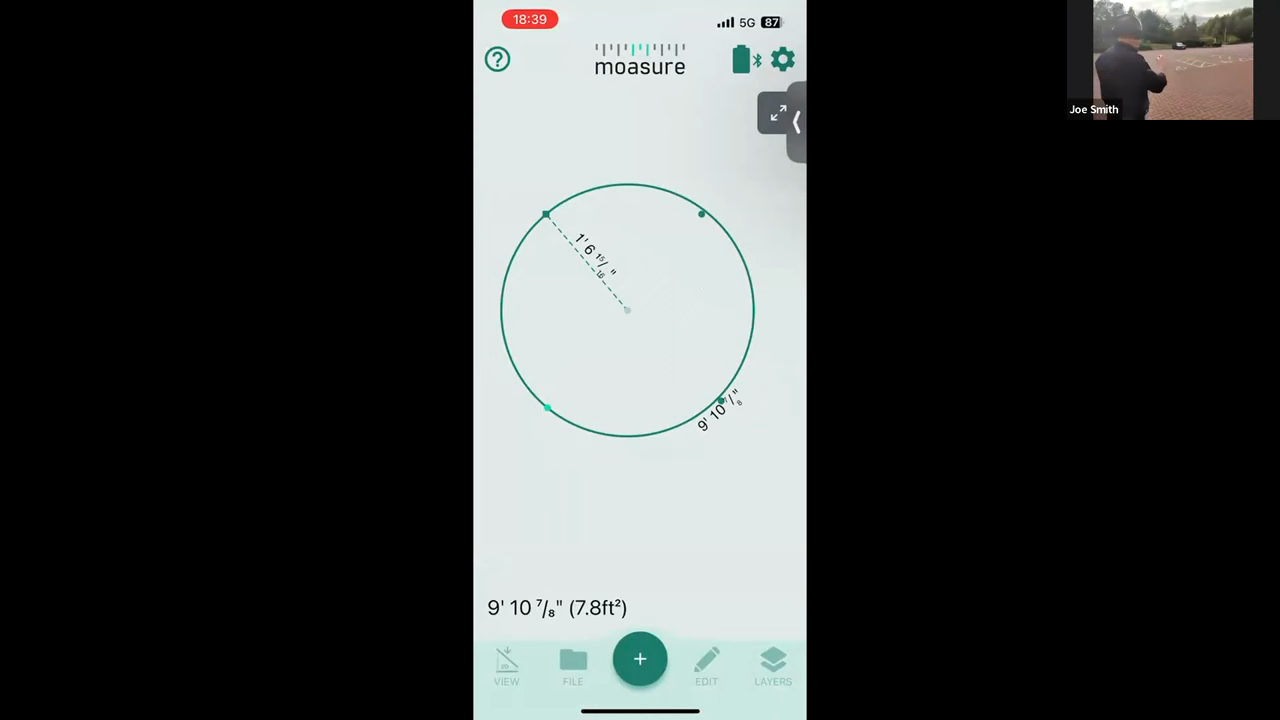 18:39
5G 87
moasure
Joe Smith
1' 6 15/16 "
9' 10 7/8 "
9' 10 ⁷/₈" (7.8ft²)
VIEW FILE + EDIT LAYERS